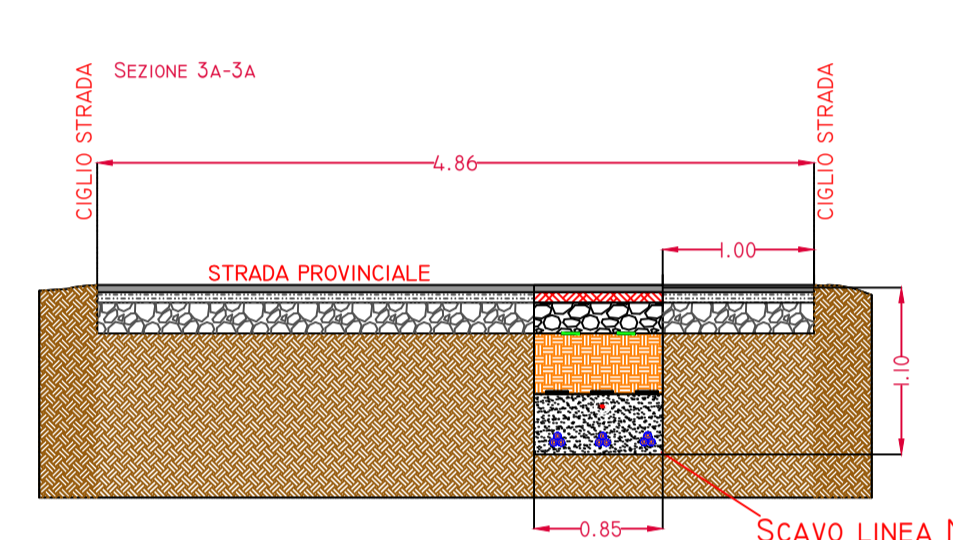 SEZIONE 3A-3A
CIGLIO STRADA
CIGLIO STRADA
4.86
1.00
STRADA PROVINCIALE
1.10
0.85
SCAVO LINEA